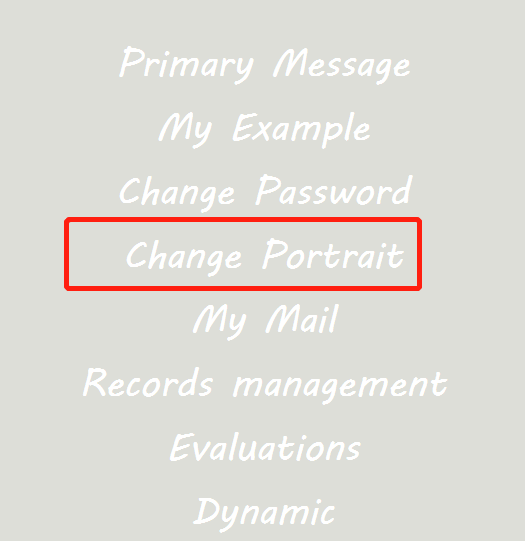 Primary Message
My Example
Change Password
Change Portrait
My Mail
Records management
Evaluations
Dynamic